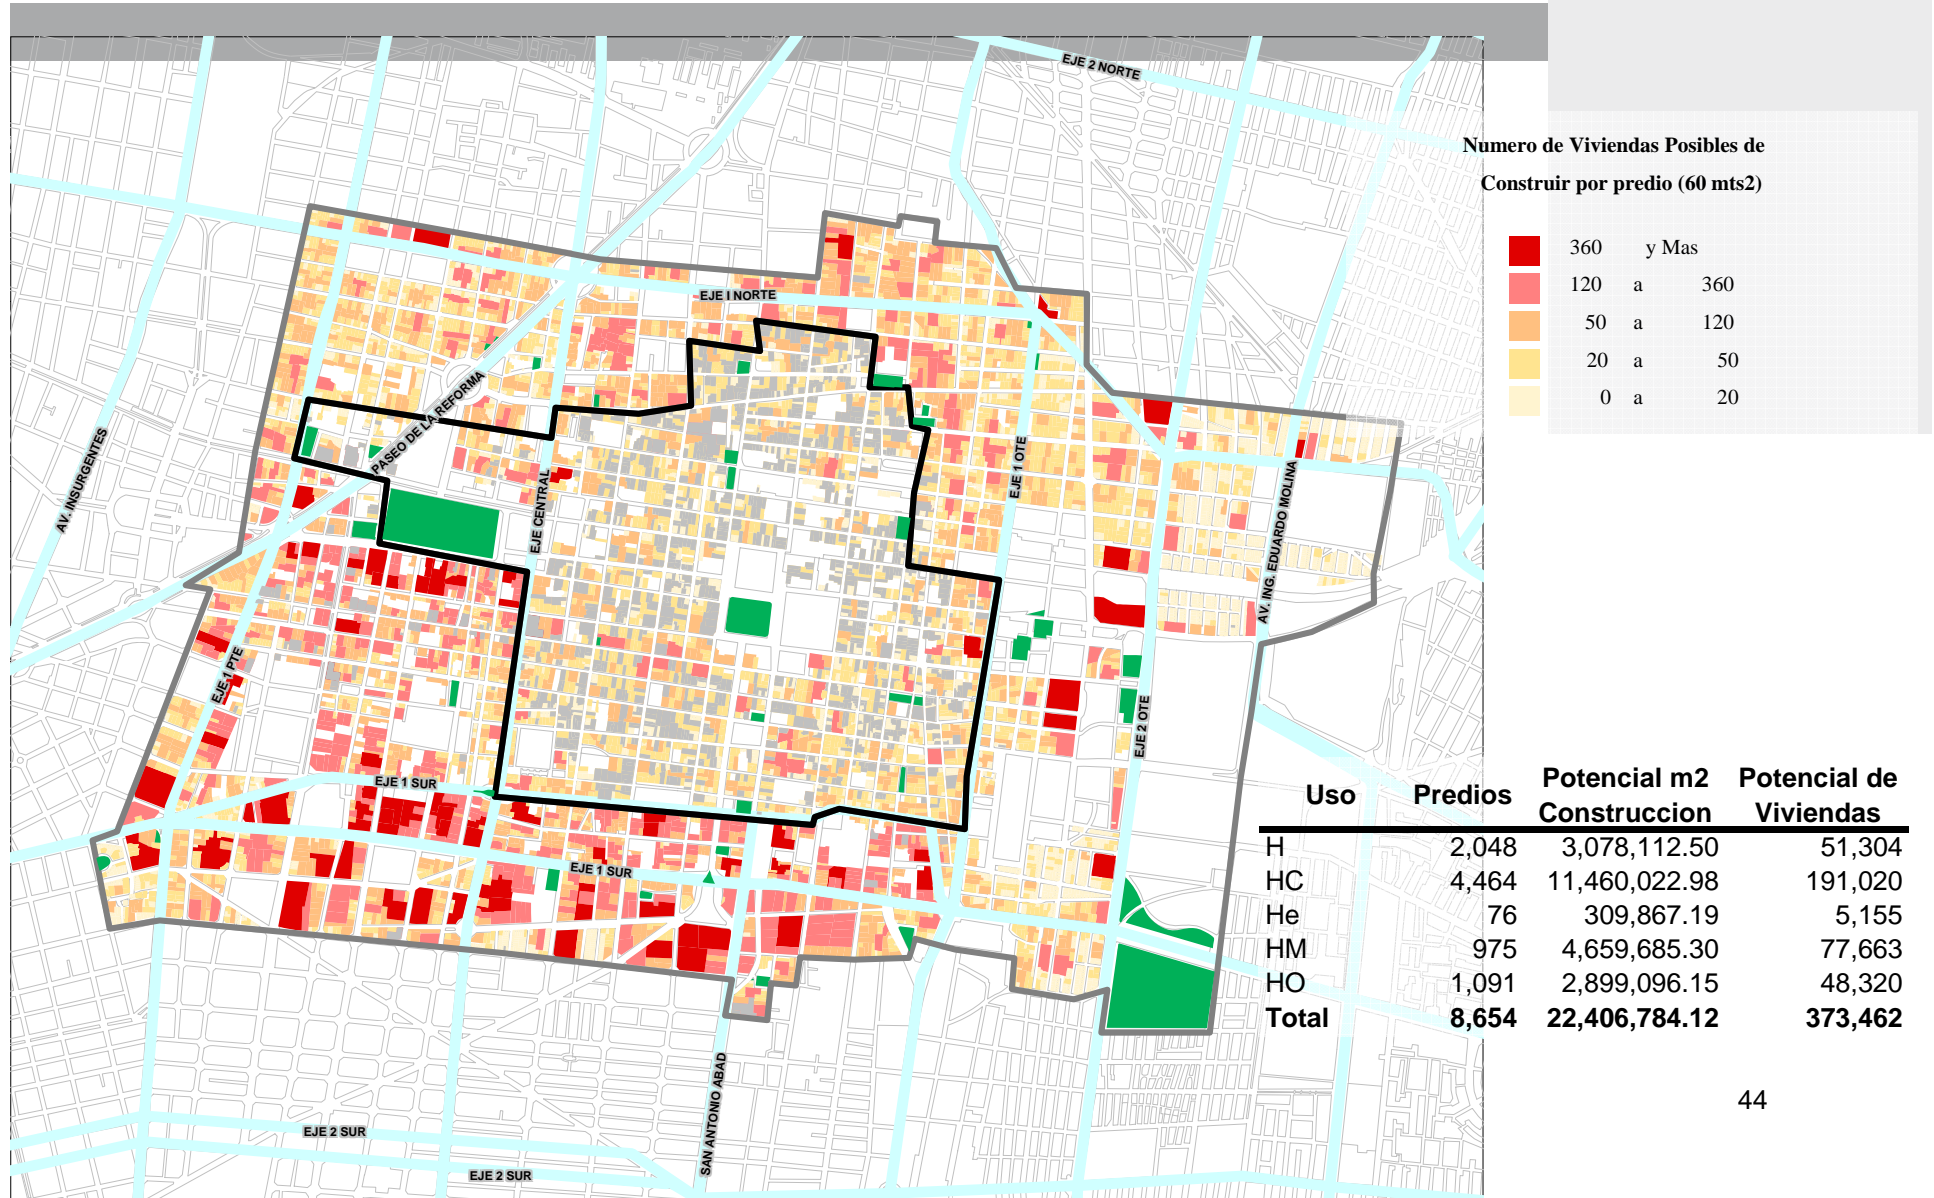 EJE 2 NORTE
Numero de Viviendas Posibles de
Construir por predio (60 mts2)
360 y Mas
120 a 360
50 a 120
20 a 50
0 a 20
EJE I NORTE
PASEO DE LA REFORMA
AV. INSURGENTES
EJE CENTRAL
EJE 1 OTE
AV. ING. EDUARDO MOLINA
EJE 1 PTE
EJE 2 OTE
EJE 1 SUR
EJE 1 SUR
SAN ANTONIO ABAD
EJE 2 SUR
EJE 2 SUR
Uso Predios Potencial m2 Construccion Potencial de Viviendas
H 2,048 3,078,112.50 51,304
HC 4,464 11,460,022.98 191,020
He 76 309,867.19 5,155
HM 975 4,659,685.30 77,663
HO 1,091 2,899,096.15 48,320
Total 8,654 22,406,784.12 373,462
44